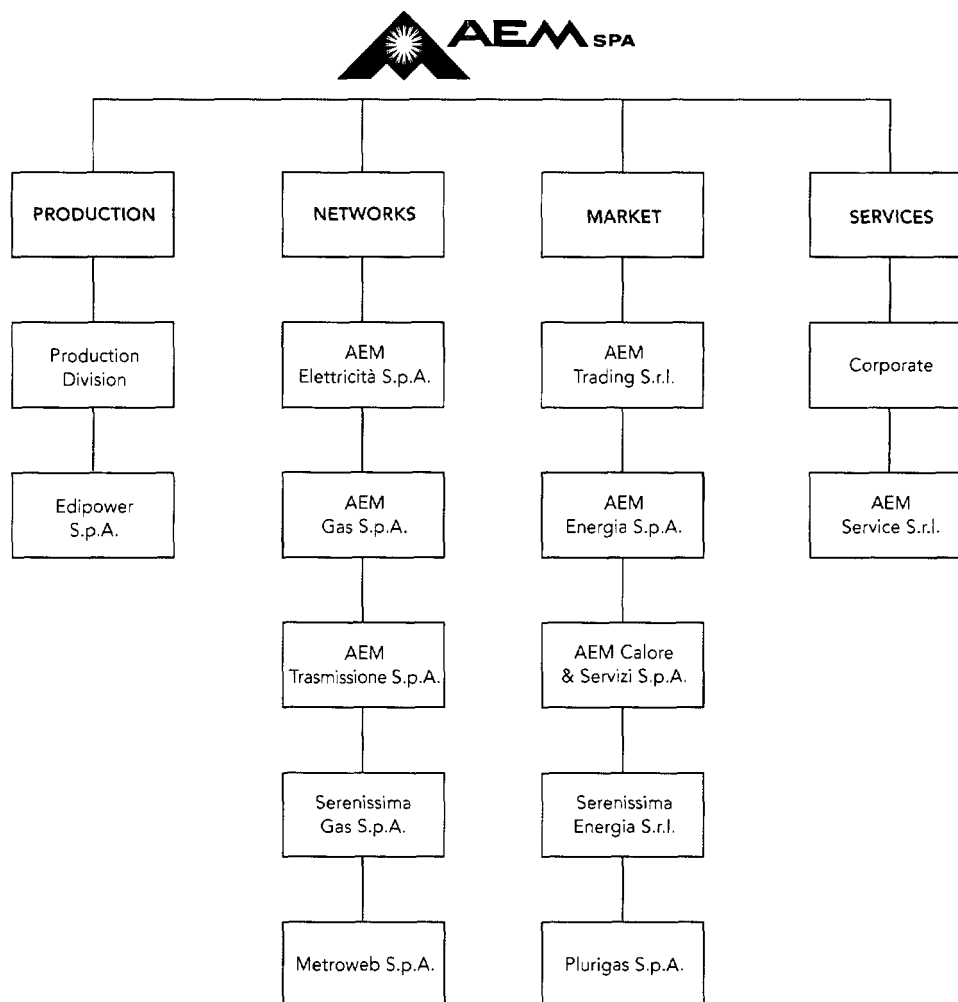 AEM SPA
PRODUCTION
NETWORKS
MARKET
SERVICES
Production
Division
AEM
Elettricità S.p.A.
AEM
Trading S.r.l.
Corporate
Edipower
S.p.A.
AEM
Gas S.p.A.
AEM
Energia S.p.A.
AEM
Service S.r.l.
AEM
Trasmissione S.p.A.
AEM Calore
& Servizi S.p.A.
Serenissima
Gas S.p.A.
Serenissima
Energia S.r.l.
Metroweb S.p.A.
Plurigas S.p.A.